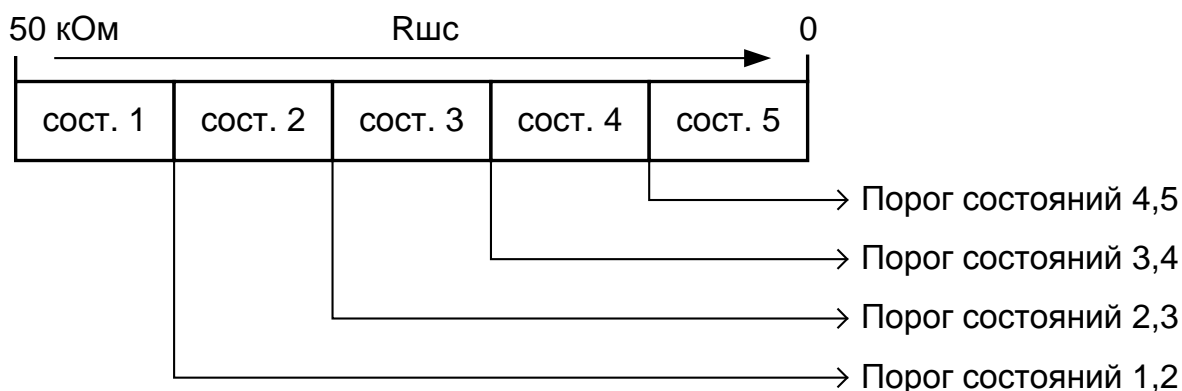 50 кОм Rшс 0
сост. 1 сост. 2 сост. 3 сост. 4 сост. 5
Порог состояний 4,5
Порог состояний 3,4
Порог состояний 2,3
Порог состояний 1,2